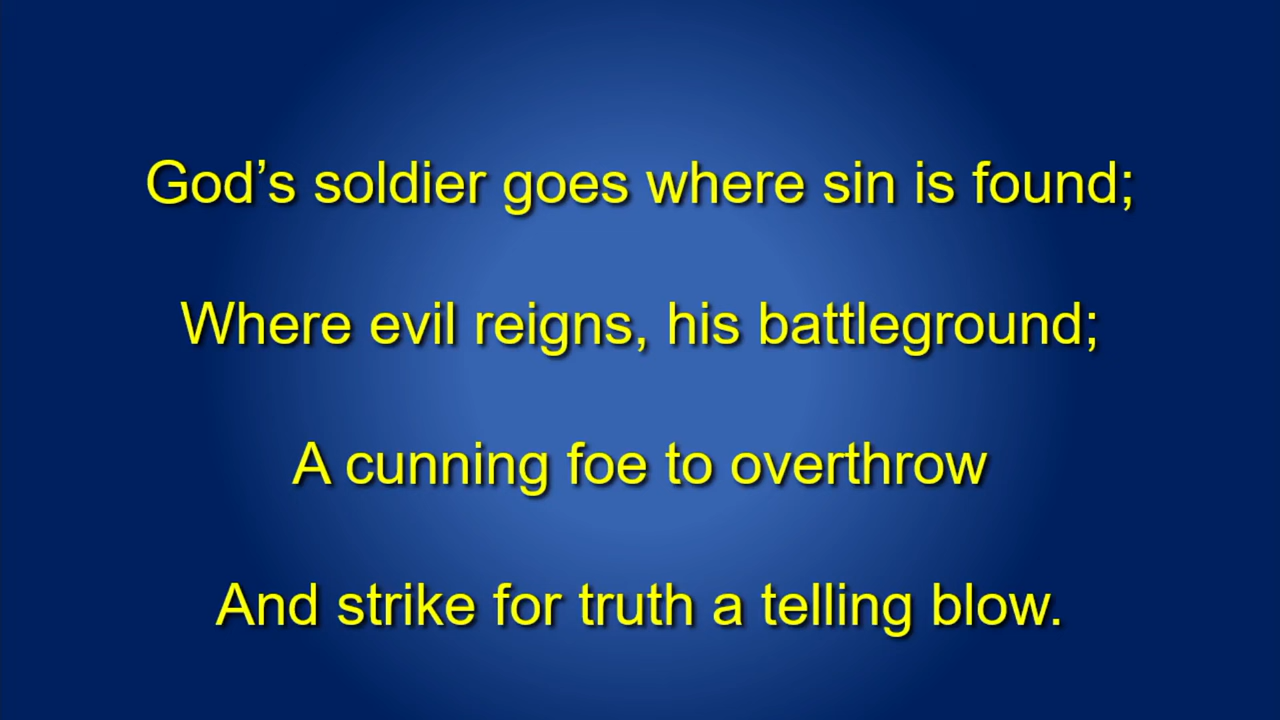 God’s soldier goes where sin is found;
Where evil reigns, his battleground;
A cunning foe to overthrow
And strike for truth a telling blow.